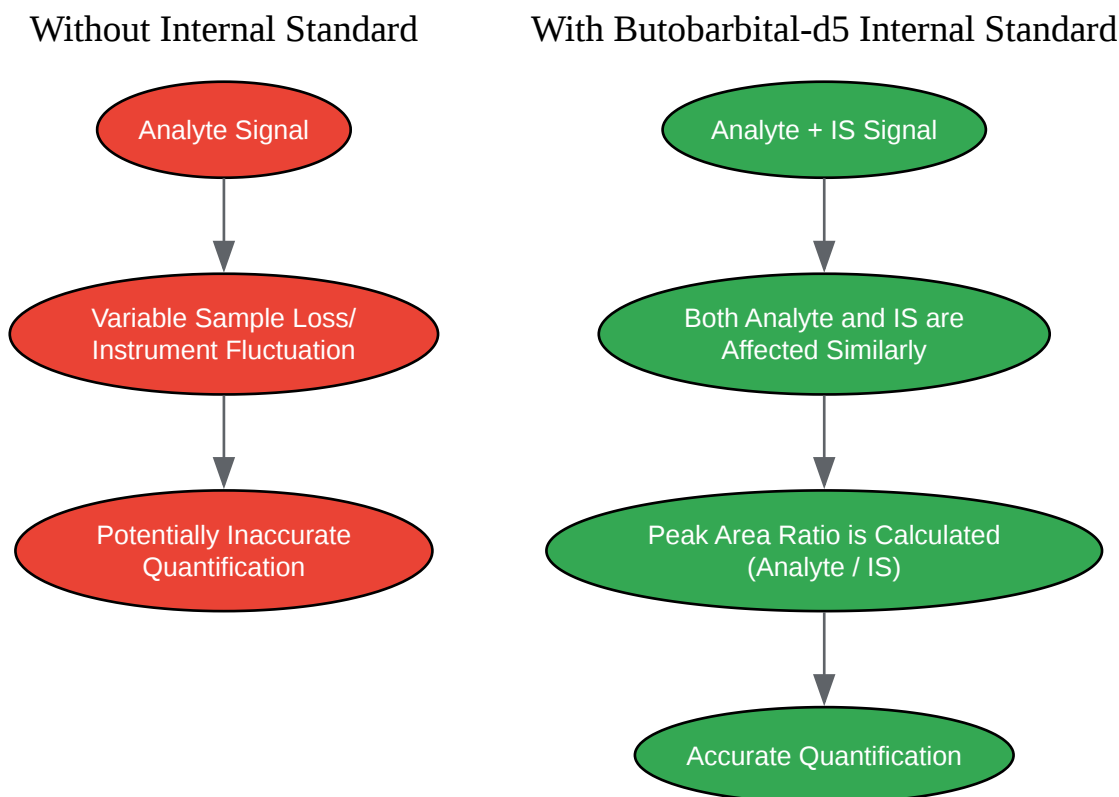 Without Internal Standard
Analyte Signal
Variable Sample Loss/
Instrument Fluctuation
Potentially Inaccurate
Quantification
With Butobarbital-d5 Internal Standard
Analyte + IS Signal
Both Analyte and IS are
Affected Similarly
Peak Area Ratio is Calculated
(Analyte / IS)
Accurate Quantification